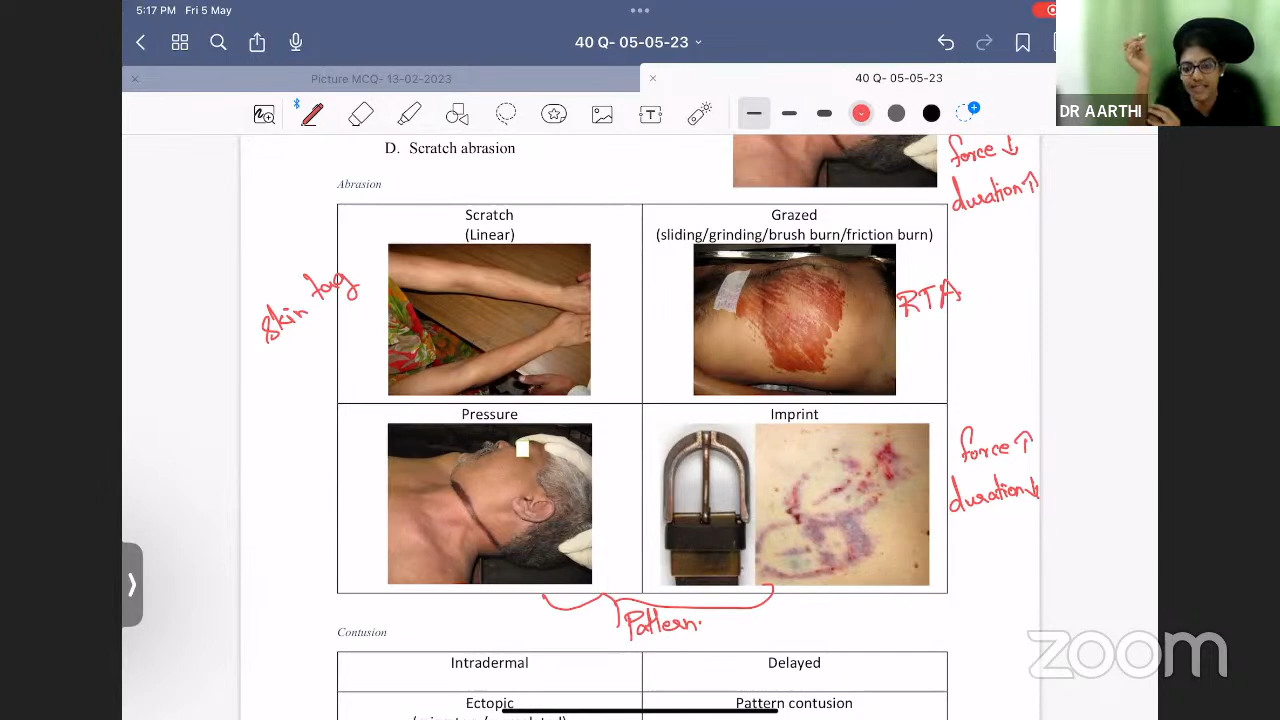 5:17 PM Fri 5 May
40 Q- 05-05-23
Picture MCQ- 13-02-2023
40 Q- 05-05-23
DR AARTHI
D. Scratch abrasion
force ↓
duration ↑
Abrasion
Scratch
(Linear)
Grazed
(sliding/grinding/brush burn/friction burn)
Skin tag
RTA
Pressure
Imprint
force ↑
duration ↓
Pattern.
Contusion
Intradermal
Delayed
Ectopic
Pattern contusion
zoom